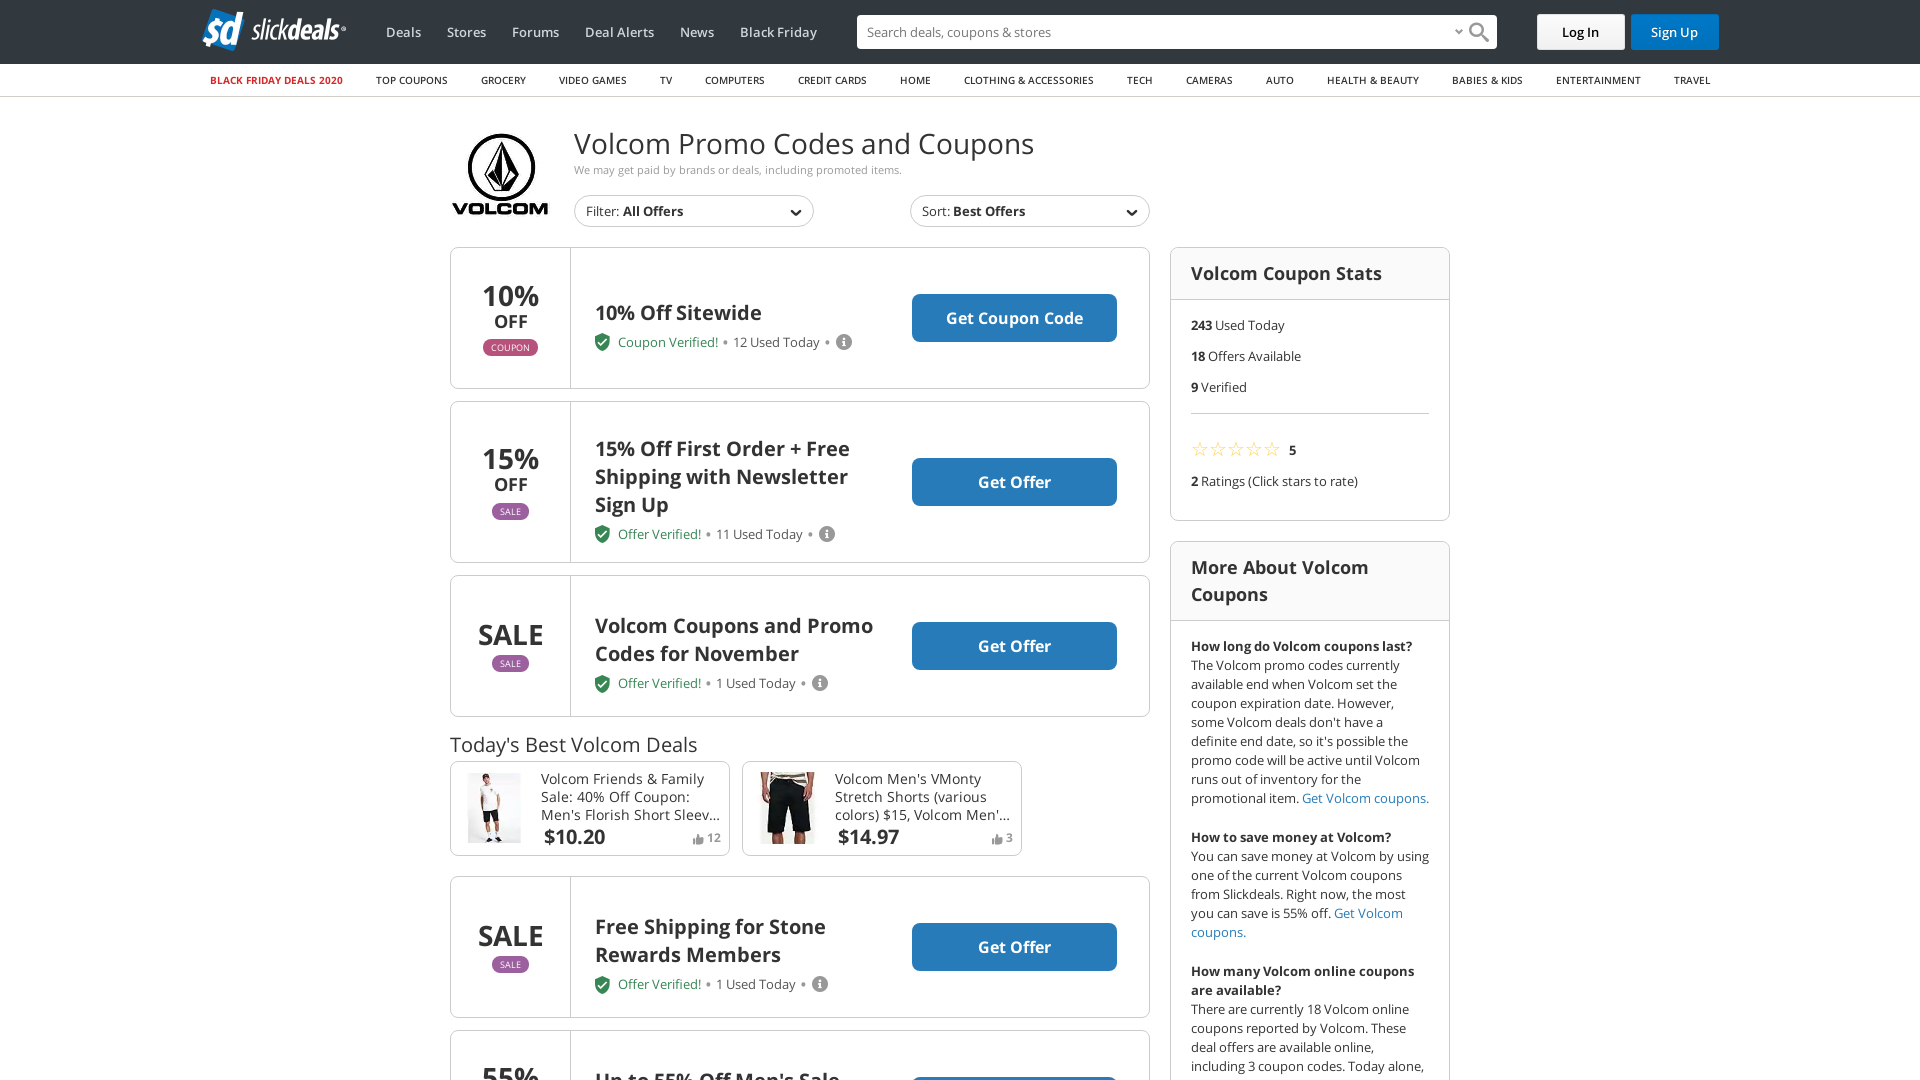 sd slickdeals
Deals
Stores
Forums
Deal Alerts
News
Black Friday
Search deals, coupons & stores
Log In
Sign Up
BLACK FRIDAY DEALS 2020
TOP COUPONS
GROCERY
VIDEO GAMES
TV
COMPUTERS
CREDIT CARDS
HOME
CLOTHING & ACCESSORIES
TECH
CAMERAS
AUTO
HEALTH & BEAUTY
BABIES & KIDS
ENTERTAINMENT
TRAVEL
VOLCOM
Volcom Promo Codes and Coupons
We may get paid by brands or deals, including promoted items.
Filter: All Offers
Sort: Best Offers
10%
OFF
COUPON
10% Off Sitewide
Coupon Verified! • 12 Used Today •
Get Coupon Code
15%
OFF
SALE
15% Off First Order + Free
Shipping with Newsletter
Sign Up
Offer Verified! • 11 Used Today •
Get Offer
SALE
SALE
Volcom Coupons and Promo
Codes for November
Offer Verified! • 1 Used Today •
Get Offer
Today's Best Volcom Deals
Volcom Friends & Family
Sale: 40% Off Coupon:
Men's Florish Short Sleev...
$10.20
12
Volcom Men's VMonty
Stretch Shorts (various
colors) $15, Volcom Men'...
$14.97
3
SALE
SALE
Free Shipping for Stone
Rewards Members
Offer Verified! • 1 Used Today •
Get Offer
55%
Up to 55% Off Men's Sale
Volcom Coupon Stats
243 Used Today
18 Offers Available
9 Verified
☆☆☆☆☆ 5
2 Ratings (Click stars to rate)
More About Volcom
Coupons
How long do Volcom coupons last?
The Volcom promo codes currently
available end when Volcom set the
coupon expiration date. However,
some Volcom deals don't have a
definite end date, so it's possible the
promo code will be active until Volcom
runs out of inventory for the
promotional item. Get Volcom coupons.
How to save money at Volcom?
You can save money at Volcom by using
one of the current Volcom coupons
from Slickdeals. Right now, the most
you can save is 55% off. Get Volcom
coupons.
How many Volcom online coupons
are available?
There are currently 18 Volcom online
coupons reported by Volcom. These
deal offers are available online,
including 3 coupon codes. Today alone,